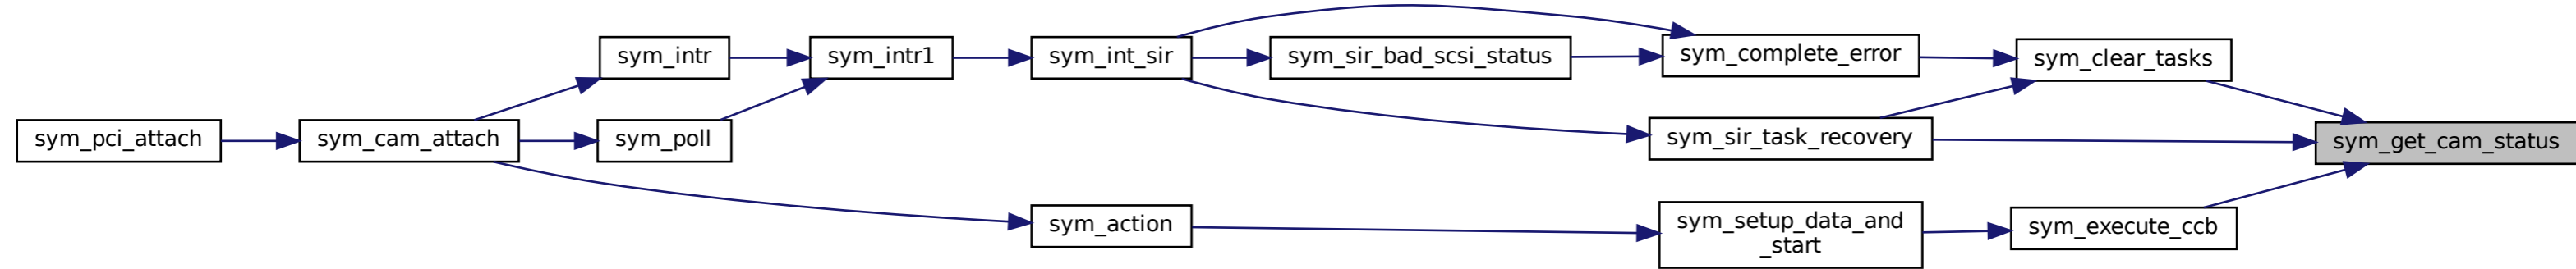 sym_pci_attach
sym_cam_attach
sym_intr
sym_poll
sym_intr1
sym_int_sir
sym_action
sym_sir_bad_scsi_status
sym_complete_error
sym_sir_task_recovery
sym_setup_data_and
_start
sym_clear_tasks
sym_execute_ccb
sym_get_cam_status